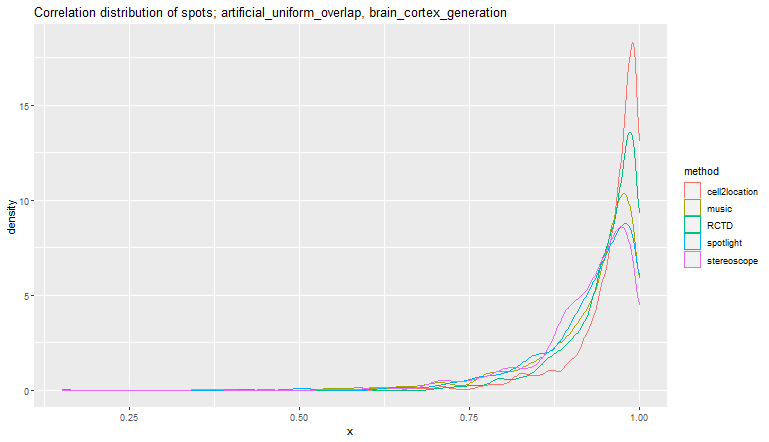 Correlation distribution of spots; artificial_uniform_overlap, brain_cortex_generation
15
10
5
0
density
0.25
0.50
0.75
1.00
x
method
cell2location
music
RCTD
spotlight
stereoscope